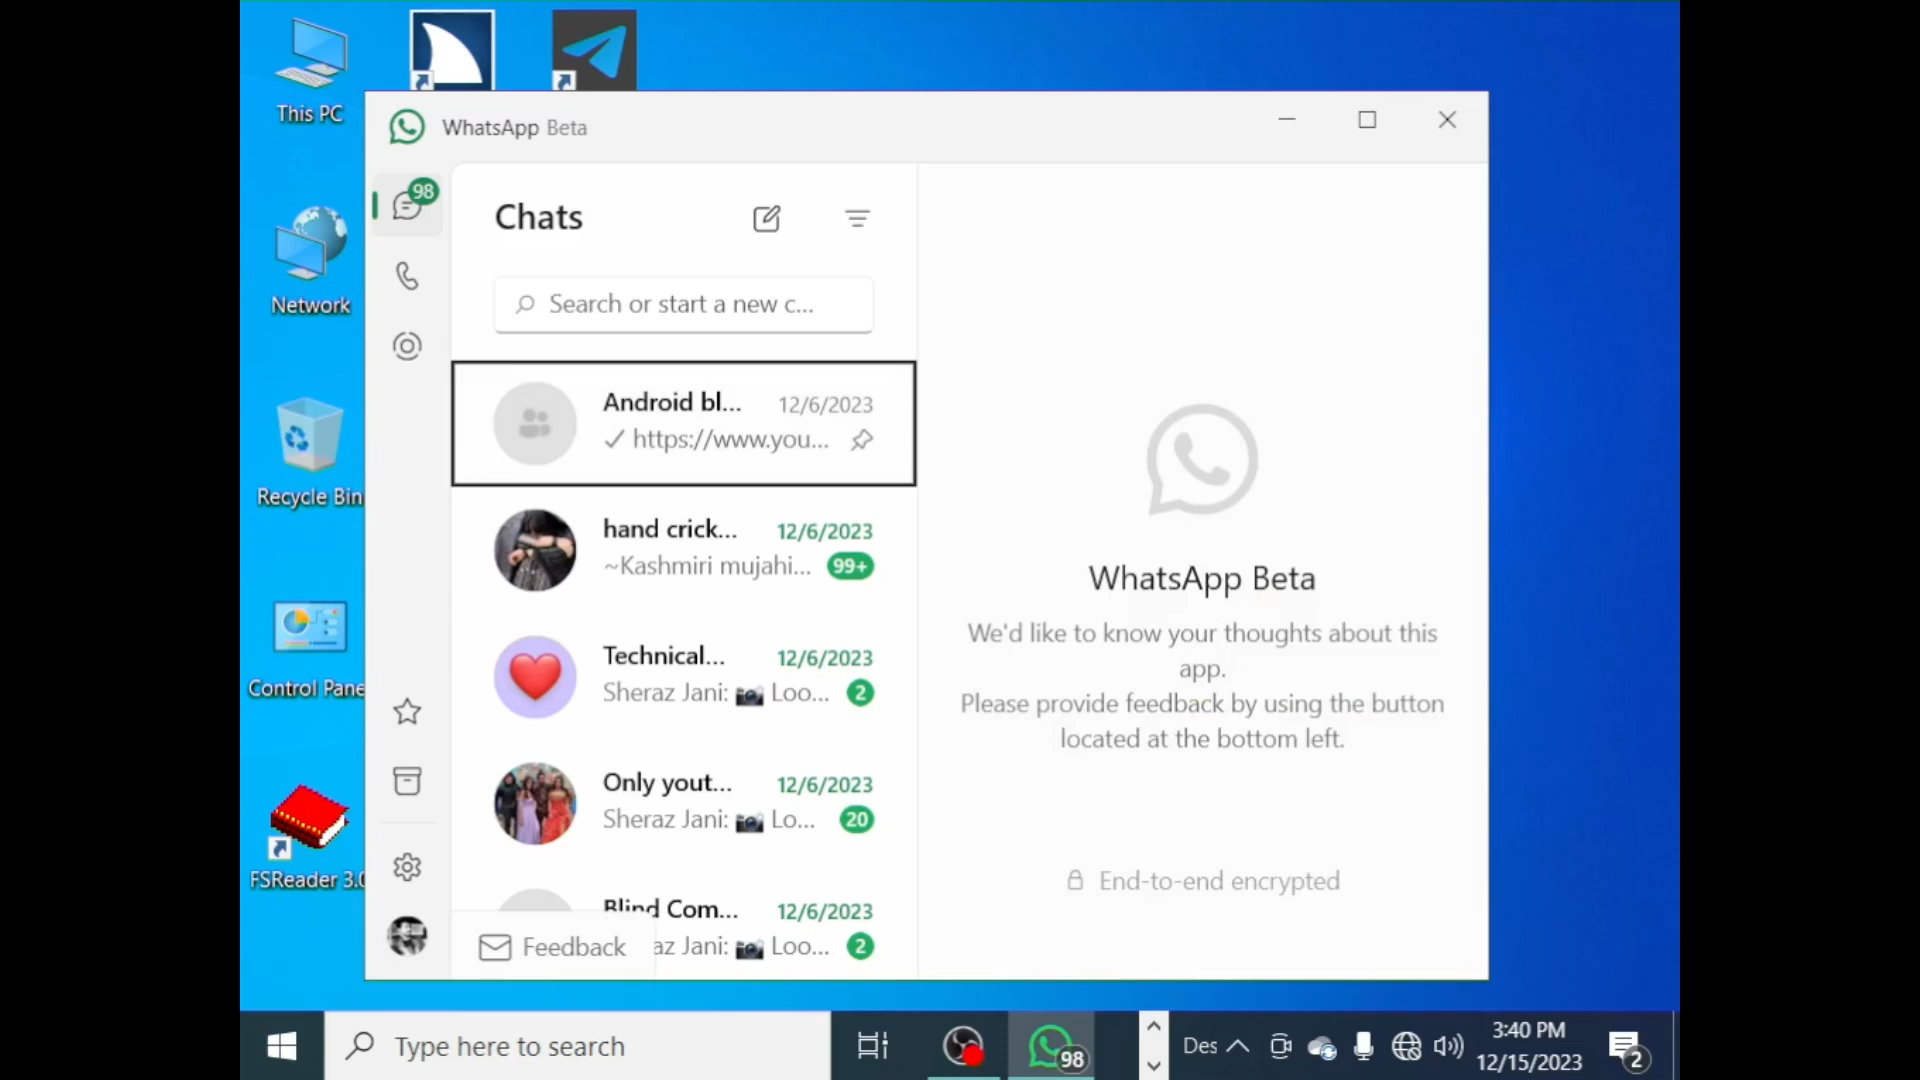 This PC
Network
Recycle Bin
Control Pane
FSReader 3.0
WhatsApp Beta
98
Chats
Search or start a new c...
Android bl... 12/6/2023
https://www.you...
hand crick... 12/6/2023
~Kashmiri mujahi... 99+
Technical... 12/6/2023
Sheraz Jani: 📷 Loo... 2
Only yout... 12/6/2023
Sheraz Jani: 📷 Lo... 20
Blind Com... 12/6/2023
az Jani: 📷 Loo... 2
Feedback
WhatsApp Beta
We'd like to know your thoughts about this
app.
Please provide feedback by using the button
located at the bottom left.
End-to-end encrypted
Type here to search
98
Des
3:40 PM
12/15/2023
2